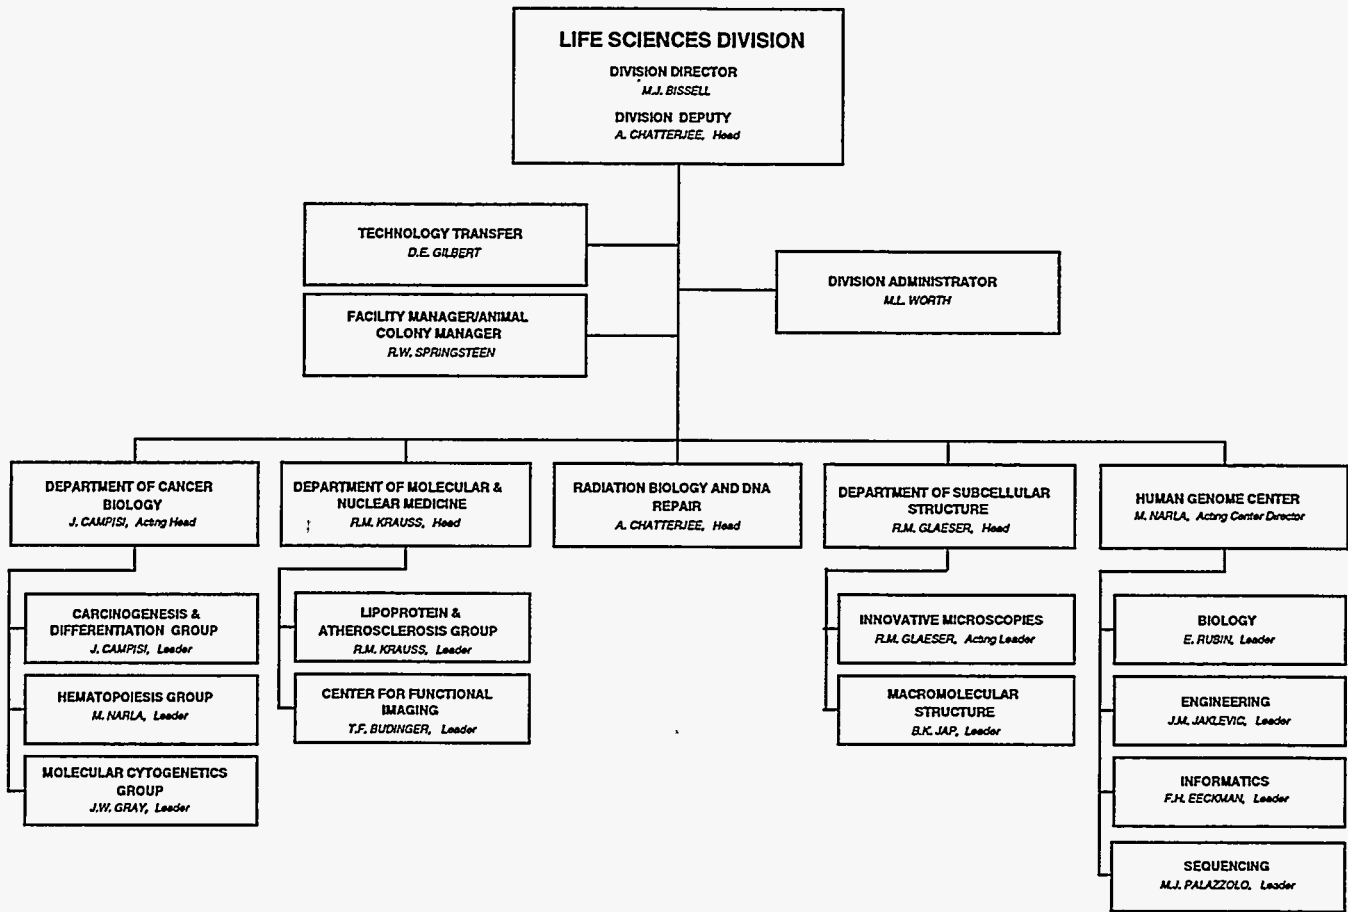 LIFE SCIENCES DIVISION
DIVISION DIRECTOR
M.J. BISSELL
DIVISION DEPUTY
A. CHATTERJEE, Head
TECHNOLOGY TRANSFER
D.E. GILBERT
DIVISION ADMINISTRATOR
M.L. WORTH
FACILITY MANAGER/ANIMAL
COLONY MANAGER
R.W. SPRINGSTEEN
DEPARTMENT OF CANCER
BIOLOGY
J. CAMPISI, Acting Head
DEPARTMENT OF MOLECULAR &
NUCLEAR MEDICINE
R.M. KRAUSS, Head
RADIATION BIOLOGY AND DNA
REPAIR
A. CHATTERJEE, Head
DEPARTMENT OF SUBCELLULAR
STRUCTURE
R.M. GLAESER, Head
HUMAN GENOME CENTER
M. NARLA, Acting Center Director
CARCINOGENESIS &
DIFFERENTIATION GROUP
J. CAMPISI, Leader
HEMATOPOIESIS GROUP
M. NARLA, Leader
MOLECULAR CYTOGENETICS
GROUP
J.W. GRAY, Leader
LIPOPROTEIN &
ATHEROSCLEROSIS GROUP
R.M. KRAUSS, Leader
CENTER FOR FUNCTIONAL
IMAGING
T.F. BUDINGER, Leader
INNOVATIVE MICROSCOPIES
R.M. GLAESER, Acting Leader
MACROMOLECULAR
STRUCTURE
B.K. JAP, Leader
BIOLOGY
E. RUBIN, Leader
ENGINEERING
J.M. JAKLEVIC, Leader
INFORMATICS
F.H. EECKMAN, Leader
SEQUENCING
M.J. PALAZZOLO, Leader